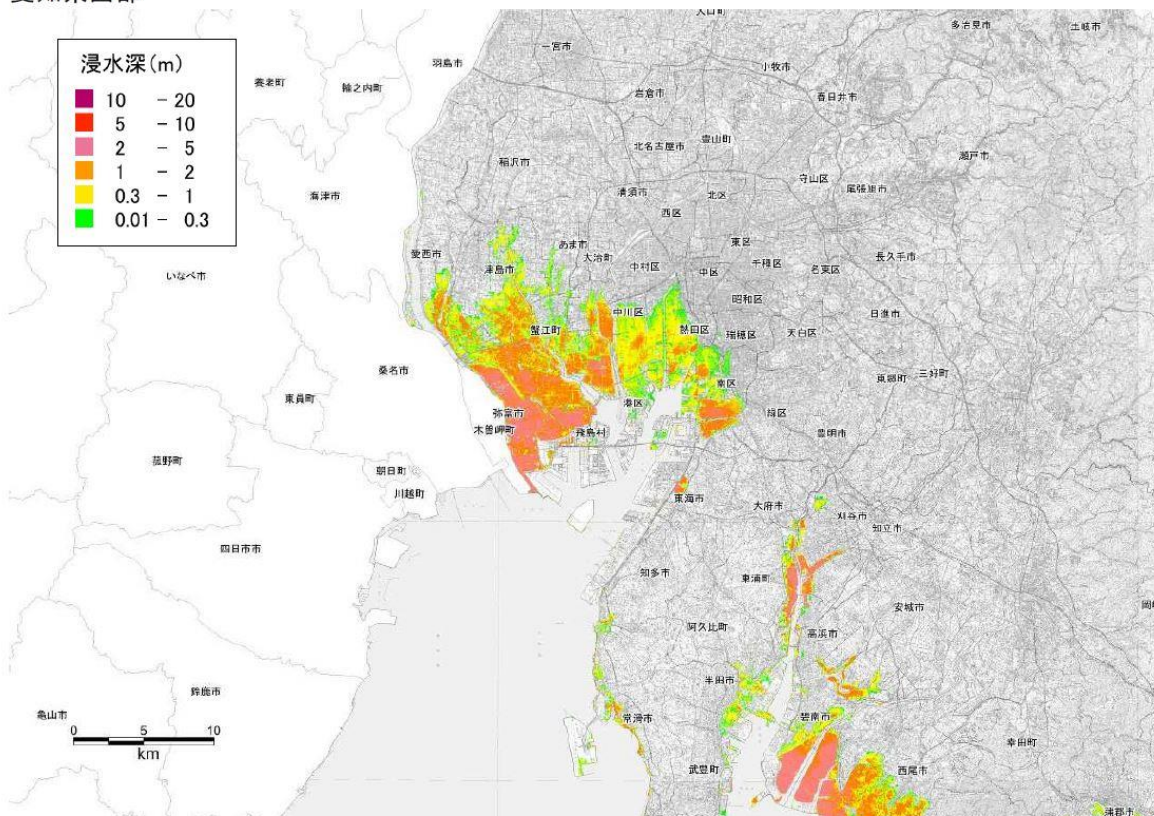 浸水深(m)
10 - 20
5 - 10
2 - 5
1 - 2
0.3 - 1
0.01 - 0.3
養老町
輪之内町
羽島市
海津市
いなべ市
一宮市
小牧市
多治見市
土岐市
岩倉市
春日井市
北名古屋市
豊山町
瀬戸市
稲沢市
守山区
尾張旭市
清須市
北区
西区
あま市
大治町
東区
愛西市
津島市
中村区
中区
千種区
名東区
長久手市
昭和区
蟹江町
中川区
熱田区
瑞穂区
天白区
日進市
桑名市
東員町
南区
東郷町
三好町
弥富市
木曽岬町
飛島村
港区
緑区
豊明市
菰野町
朝日町
川越町
東海市
大府市
刈谷市
知立市
四日市市
知多市
東浦町
安城市
阿久比町
高浜市
半田市
鈴鹿市
亀山市
常滑市
碧南市
幸田町
武豊町
西尾市
蒲郡市
0 5 10
km